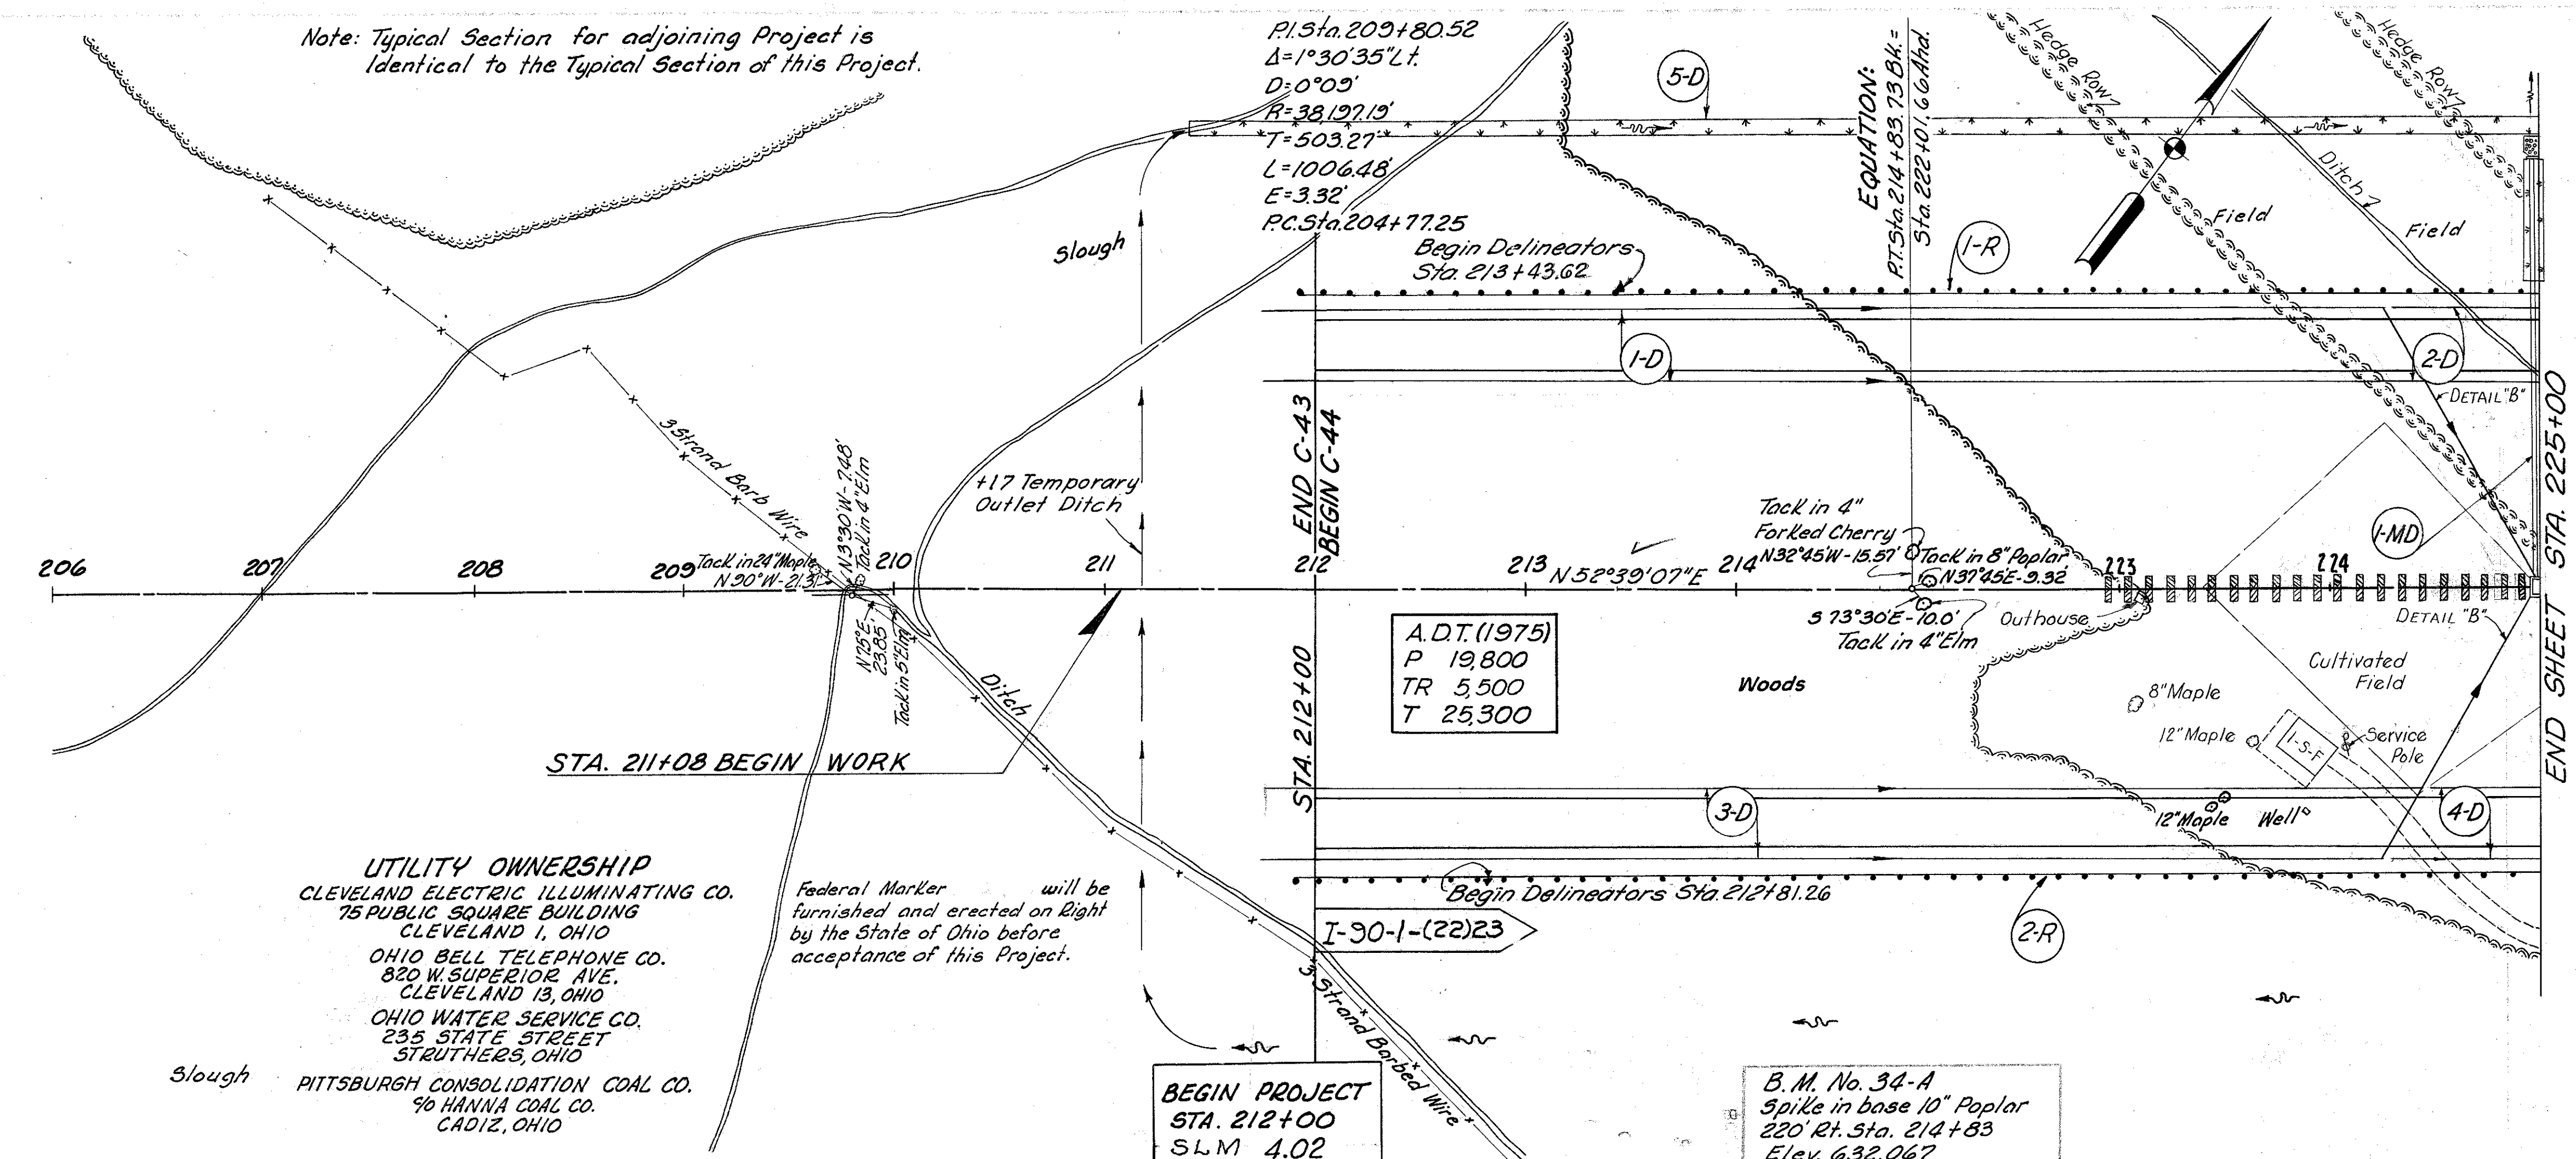 Note: Typical Section for adjoining Project is
Identical to the Typical Section of this Project.
P.I. Sta. 209+80.52
Δ=1°30'35" Lt.
D=0°09'
R=38,197.19'
T=503.27'
L=1006.48'
E=3.32'
P.C. Sta. 204+77.25
5-D
EQUATION:
P.T. Sta. 214+83.73 Bk.=
Sta. 222+01.66 Ahd.
Hedge Row
Hedge Row
Ditch
Field
Field
Slough
Begin Delineators
Sta. 213+43.62
1-R
1-D
2-D
DETAIL "B"
END C-43
BEGIN C-44
3 Strand Barb Wire
N3°30'W-7.48'
Tack in 4" Elm
+17 Temporary
Outlet Ditch
Tack in 4"
Forked Cherry
N32°45'W-15.57'
Tack in 8" Poplar
N37°45'E-9.32
1-MD
END SHEET STA. 225+00
206
207
208
209
Tack in 24" Maple
N90°W-21.31'
210
211
212
213
N52°39'07"E
214
223
224
N75°E
23.85'
Tack in 5" Elm
S73°30'E-10.0'
Tack in 4" Elm
Outhouse
DETAIL "B"
A.D.T. (1975)
P 19,800
TR 5,500
T 25,300
Woods
Cultivated
Field
8" Maple
12" Maple
1-S-F
Service
Pole
Ditch
STA. 211+08 BEGIN WORK
STA. 212+00
3-D
12" Maple
Well
4-D
UTILITY OWNERSHIP
CLEVELAND ELECTRIC ILLUMINATING CO.
75 PUBLIC SQUARE BUILDING
CLEVELAND 1, OHIO
OHIO BELL TELEPHONE CO.
820 W. SUPERIOR AVE.
CLEVELAND 13, OHIO
OHIO WATER SERVICE CO.
235 STATE STREET
STRUTHERS, OHIO
PITTSBURGH CONSOLIDATION COAL CO.
c/o HANNA COAL CO.
CADIZ, OHIO
Slough
Federal Marker will be
furnished and erected on Right
by the State of Ohio before
acceptance of this Project.
Begin Delineators Sta. 212+81.26
I-90-1-(22)23
2-R
3 Strand Barbed Wire
BEGIN PROJECT
STA. 212+00
SLM 4.02
B.M. No. 34-A
Spike in base 10" Poplar
220' Rt. Sta. 214+83
Elev. 632.067